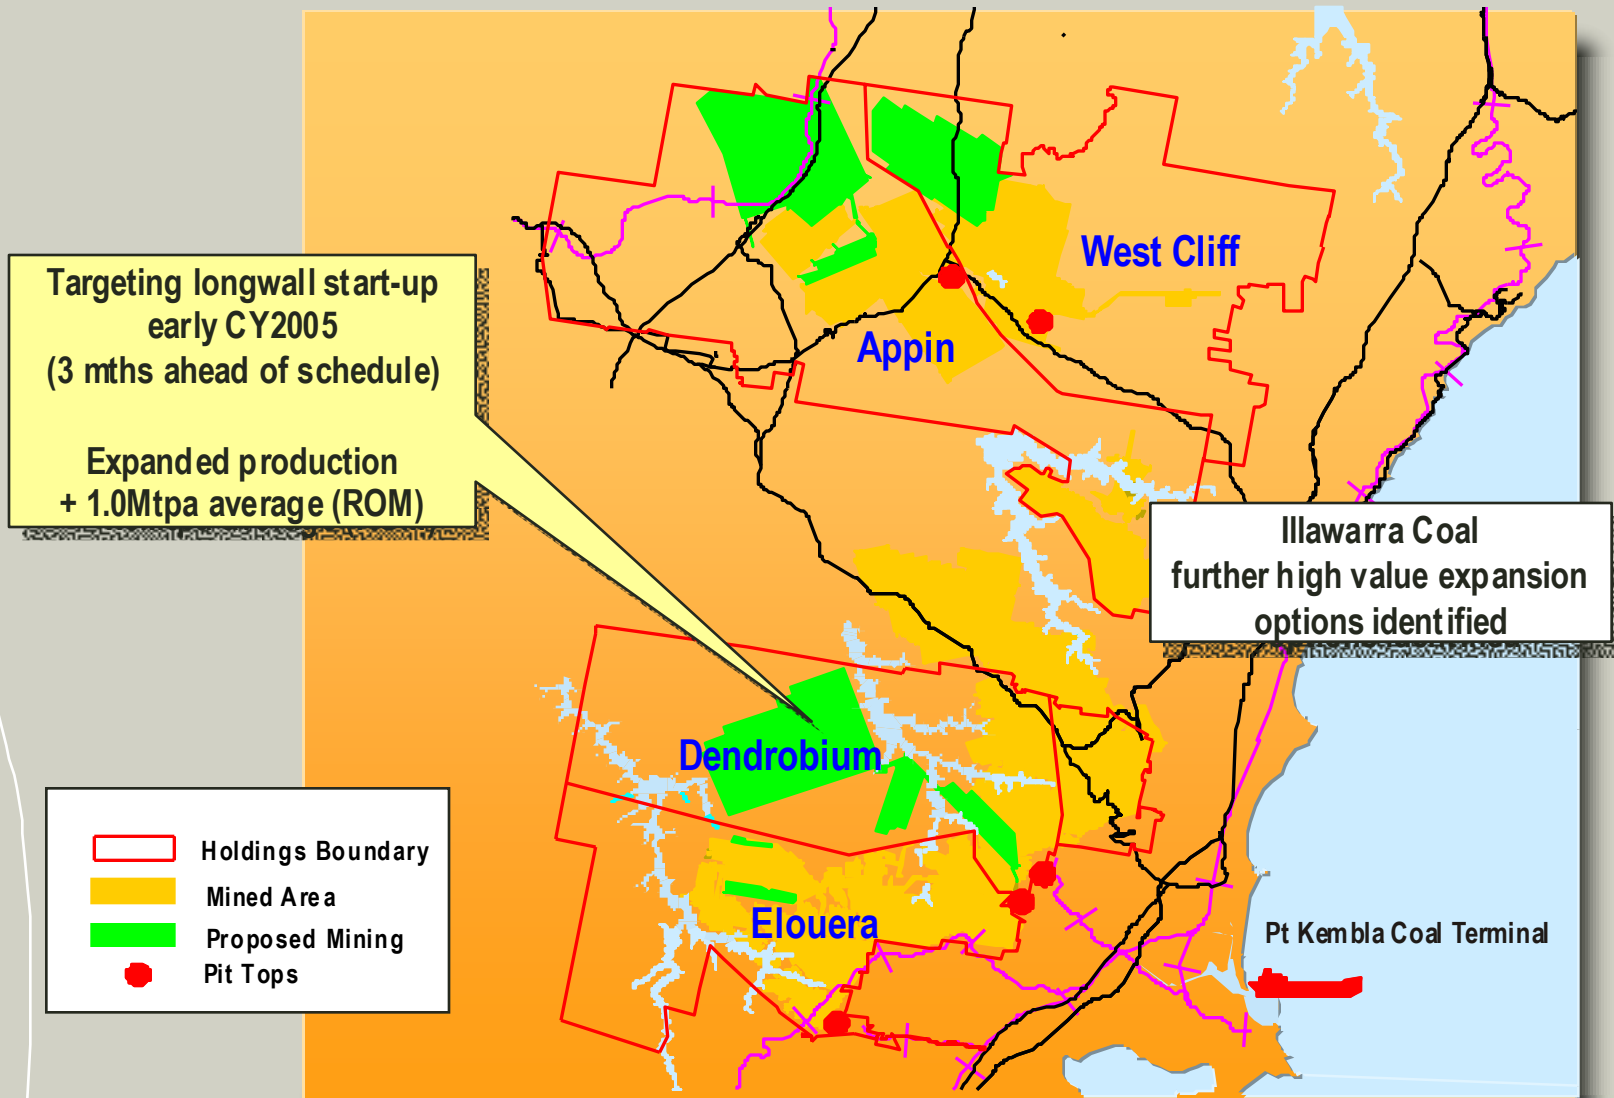 West Cliff
Targeting longwall start-up
early CY2005
(3 mths ahead of schedule)
Expanded production
+ 1.0Mtpa average (ROM)
Appin
Illawarra Coal
further high value expansion
options identified
Dendrobium
Holdings Boundary
Mined Area
Proposed Mining
Pit Tops
Elouera
Pt Kembla Coal Terminal